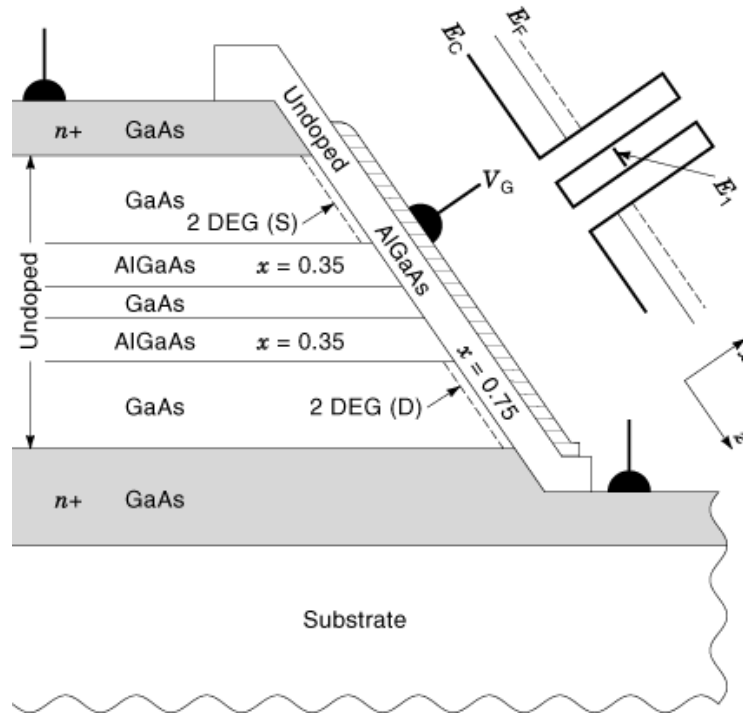 E_C
E_F
n+ GaAs
Undoped
V_G
GaAs
2 DEG (S)
E_1
Undoped
AlGaAs
AlGaAs x = 0.35
GaAs
AlGaAs x = 0.35
x = 0.75
2 DEG (D)
GaAs
n+ GaAs
Substrate